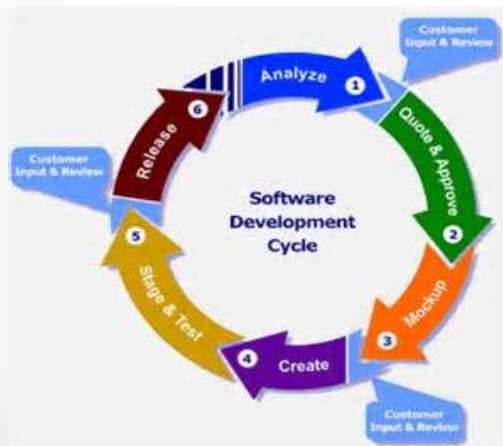 Analyze
1
Customer
Input & Review
Quote & Approve
2
Mockup
3
Customer
Input & Review
Create
4
Stage & Test
5
Customer
Input & Review
Release
6
Software
Development
Cycle